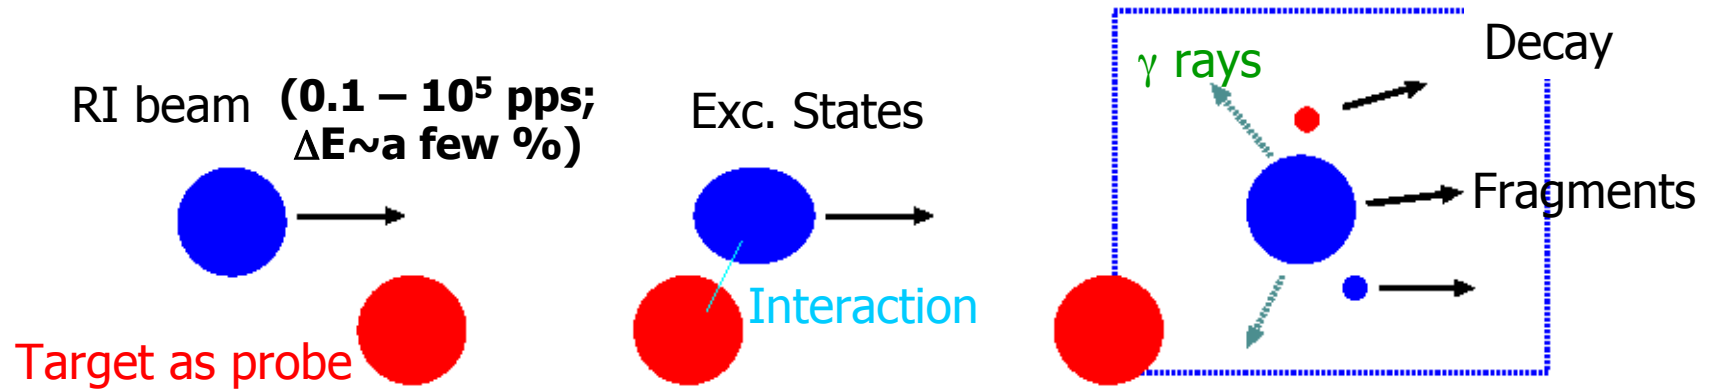 RI beam (0.1 – 10⁵ pps;
ΔE~a few %)
Target as probe
Exc. States
Interaction
γ rays
Decay
Fragments